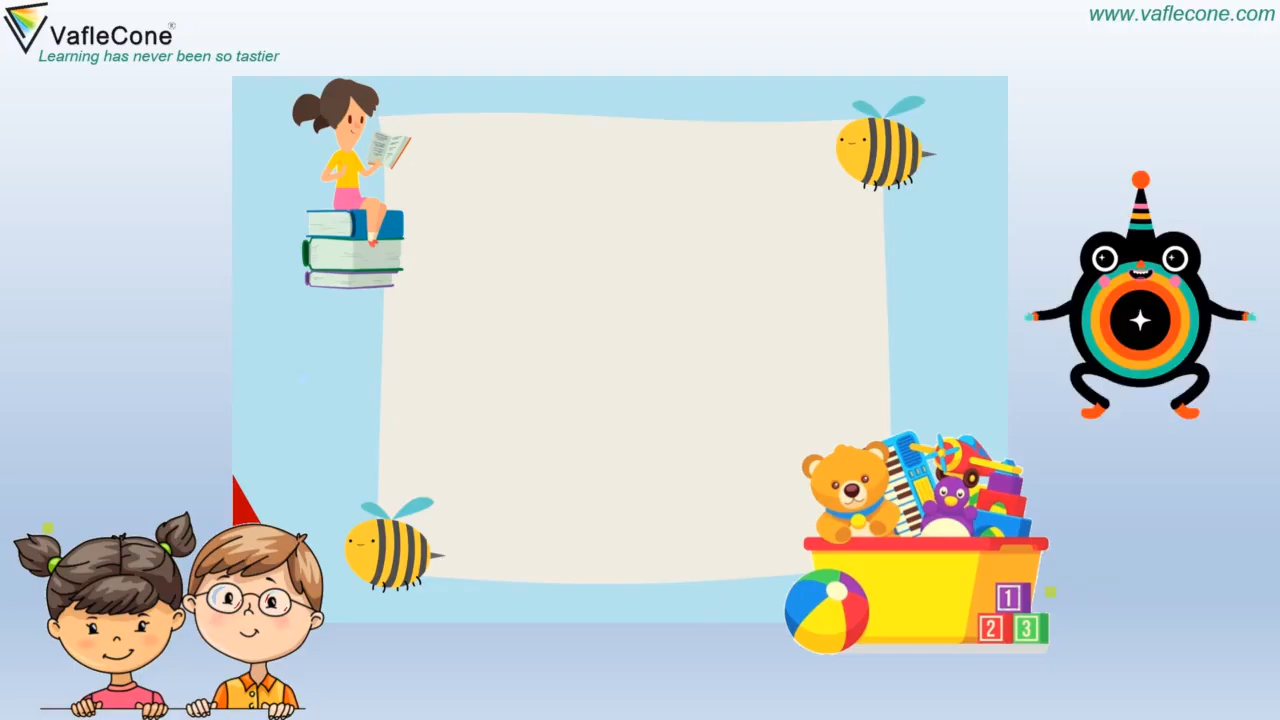 VafleCone®
Learning has never been so tastier
www.vaflecone.com
1
2 3